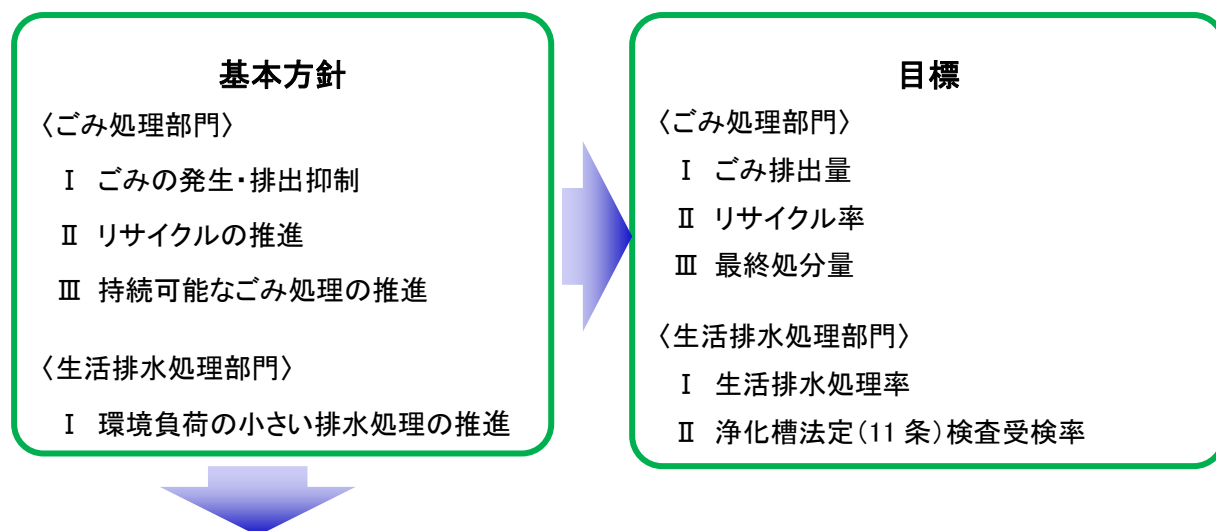 基本方針
〈ごみ処理部門〉
Ⅰ ごみの発生・排出抑制
Ⅱ リサイクルの推進
Ⅲ 持続可能なごみ処理の推進
〈生活排水処理部門〉
Ⅰ 環境負荷の小さい排水処理の推進
目標
〈ごみ処理部門〉
Ⅰ ごみ排出量
Ⅱ リサイクル率
Ⅲ 最終処分量
〈生活排水処理部門〉
Ⅰ 生活排水処理率
Ⅱ 浄化槽法定(11 条)検査受検率